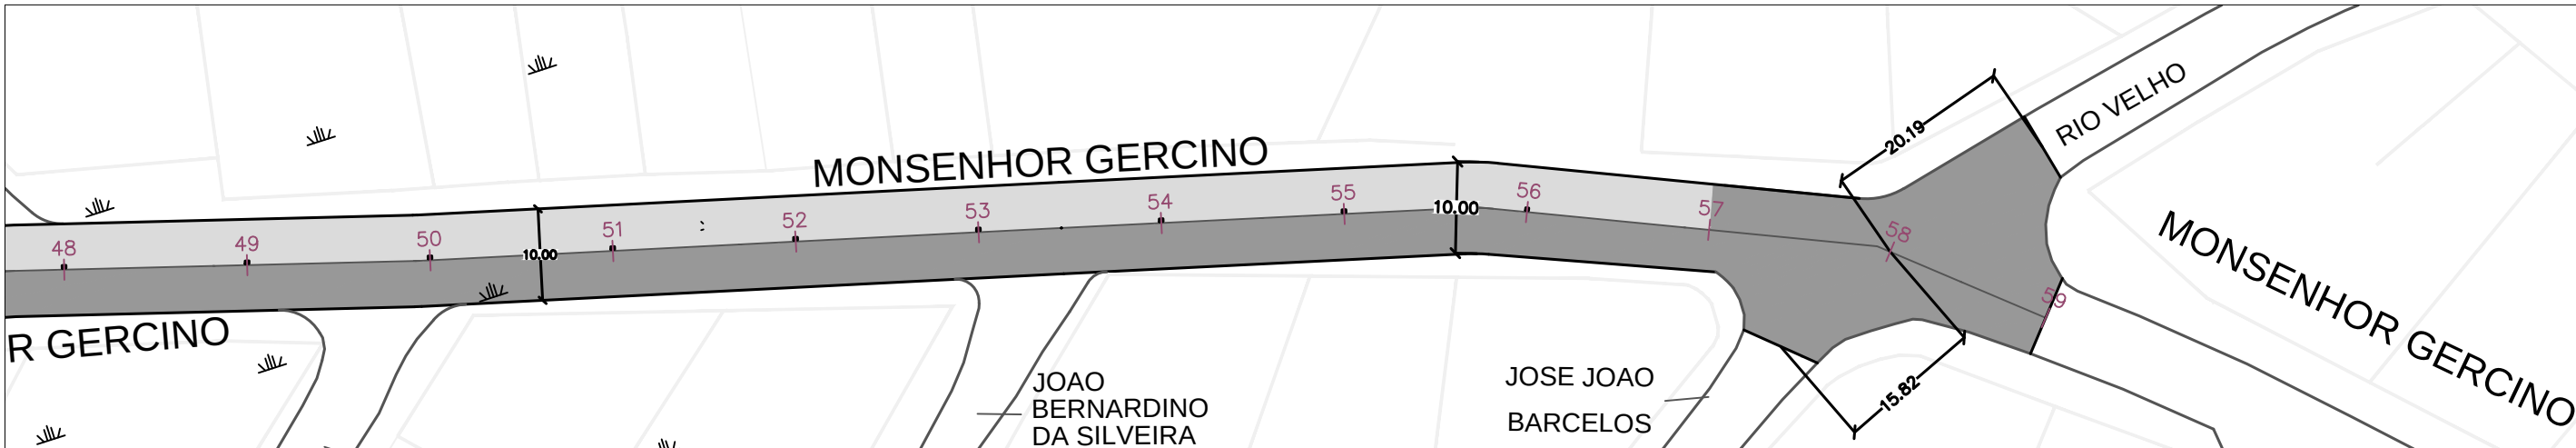 RIO VELHO
20.19
MONSENHOR GERCINO
48
49
50
51
52
53
54
55
56
57
58
59
10.00
10.00
MONSENHOR GERCINO
R GERCINO
JOAO
BERNARDINO
DA SILVEIRA
JOSE JOAO
BARCELOS
15.82